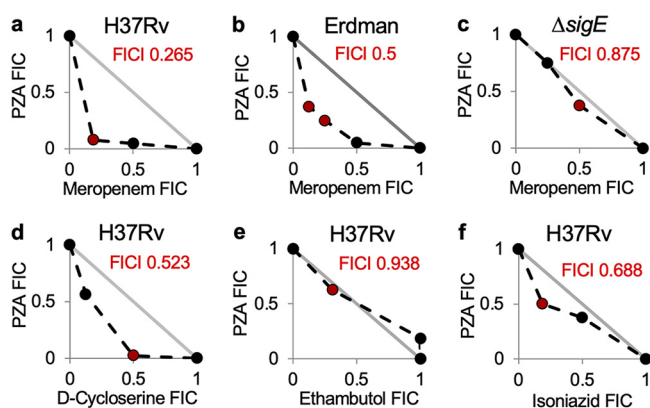 a H37Rv
FICI 0.265
PZA FIC
1
0.5
0
0 0.5 1
Meropenem FIC
b Erdman
FICI 0.5
PZA FIC
1
0.5
0
0 0.5 1
Meropenem FIC
c ΔsigE
FICI 0.875
PZA FIC
1
0.5
0
0 0.5 1
Meropenem FIC
d H37Rv
FICI 0.523
PZA FIC
1
0.5
0
0 0.5 1
D-Cycloserine FIC
e H37Rv
FICI 0.938
PZA FIC
1
0.5
0
0 0.5 1
Ethambutol FIC
f H37Rv
FICI 0.688
PZA FIC
1
0.5
0
0 0.5 1
Isoniazid FIC